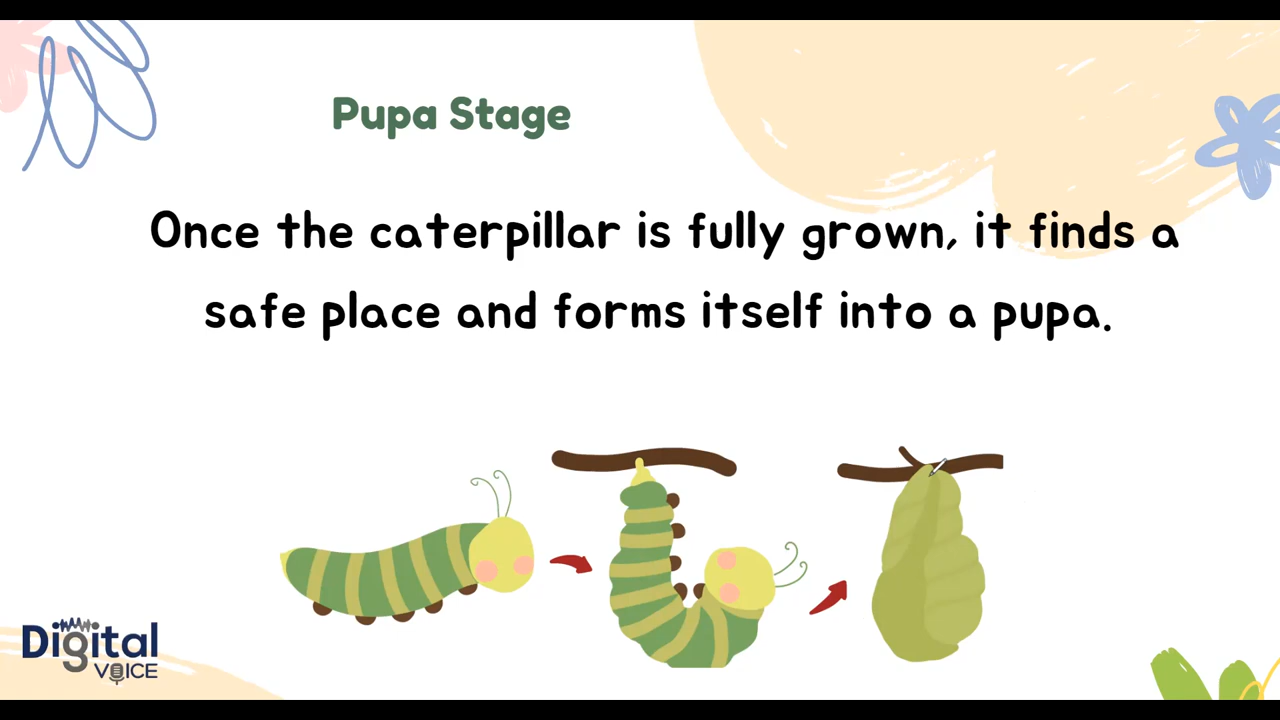 Pupa Stage
Once the caterpillar is fully grown, it finds a
safe place and forms itself into a pupa.
Digital
VOICE